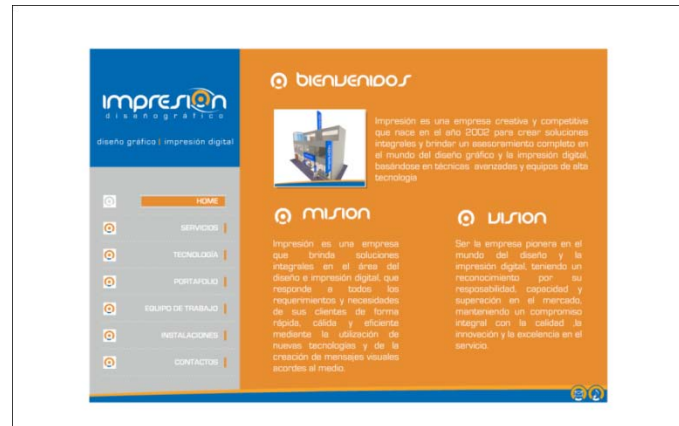 impresión
diseñográfico
diseño gráfico | impresión digital
HOME
SERVICIOS
TECNOLOGÍA
PORTAFOLIO
EQUIPO DE TRABAJO
INSTALACIONES
CONTACTOS
BIENVENIDOS
Impresión es una empresa creativa y competitiva
que nace en el año 2002 para crear soluciones
integrales y brindar un asesoramiento completo en
el mundo del diseño gráfico y la impresión digital,
basándose en técnicas avanzadas y equipos de alta
tecnología
MISION
Impresión es una empresa
que brinda soluciones
integrales en el área del
diseño e impresión digital, que
responde a todos los
requerimientos y necesidades
de sus clientes de forma
rápida, cálida y eficiente
mediante la utilización de
nuevas tecnologías y de la
creación de mensajes visuales
acordes al medio.
VISION
Ser la empresa pionera en el
mundo del diseño y la
impresión digital, teniendo un
reconocimiento por su
resposabilidad, capacidad y
superación en el mercado,
manteniendo un compromiso
integral con la calidad ,la
innovación y la excelencia en el
servicio.